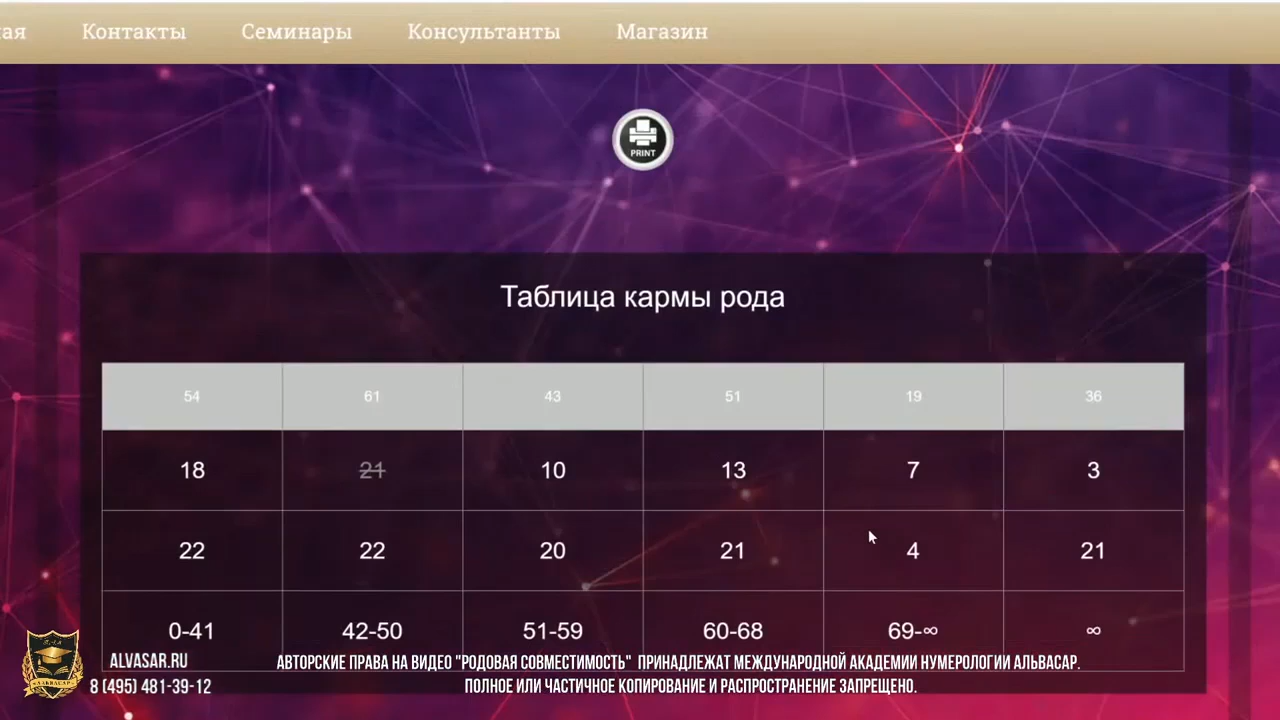 ая Контакты Семинары Консультанты Магазин
PRINT
Таблица кармы рода
54 61 43 51 19 36
18 21 10 13 7 3
22 22 20 21 4 21
0-41 42-50 51-59 60-68 69-∞ ∞
ALVASAR.RU
8 (495) 481-39-12
АВТОРСКИЕ ПРАВА НА ВИДЕО "РОДОВАЯ СОВМЕСТИМОСТЬ" ПРИНАДЛЕЖАТ МЕЖДУНАРОДНОЙ АКАДЕМИИ НУМЕРОЛОГИИ АЛЬВАСАР.
ПОЛНОЕ ИЛИ ЧАСТИЧНОЕ КОПИРОВАНИЕ И РАСПРОСТРАНЕНИЕ ЗАПРЕЩЕНО.